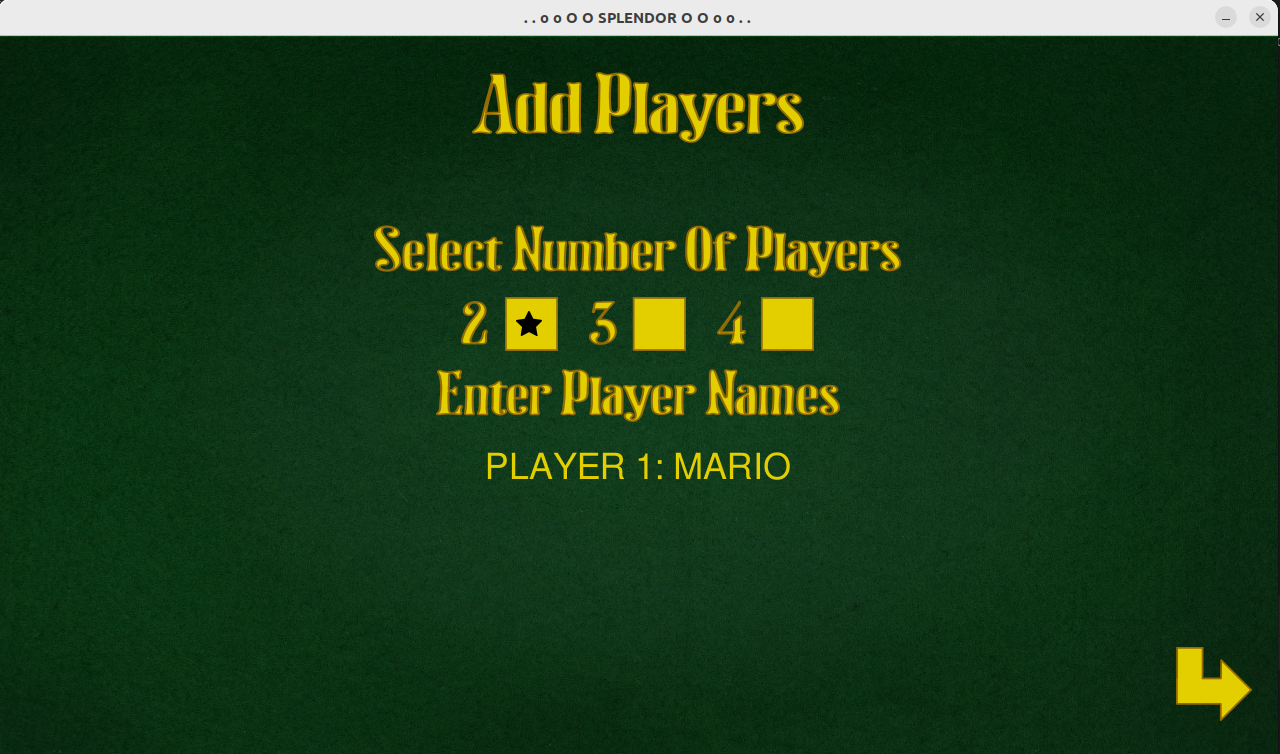 . . o o O O SPLENDOR O O o o . .
Add Players
Select Number Of Players
2 3 4
Enter Player Names
PLAYER 1: MARIO